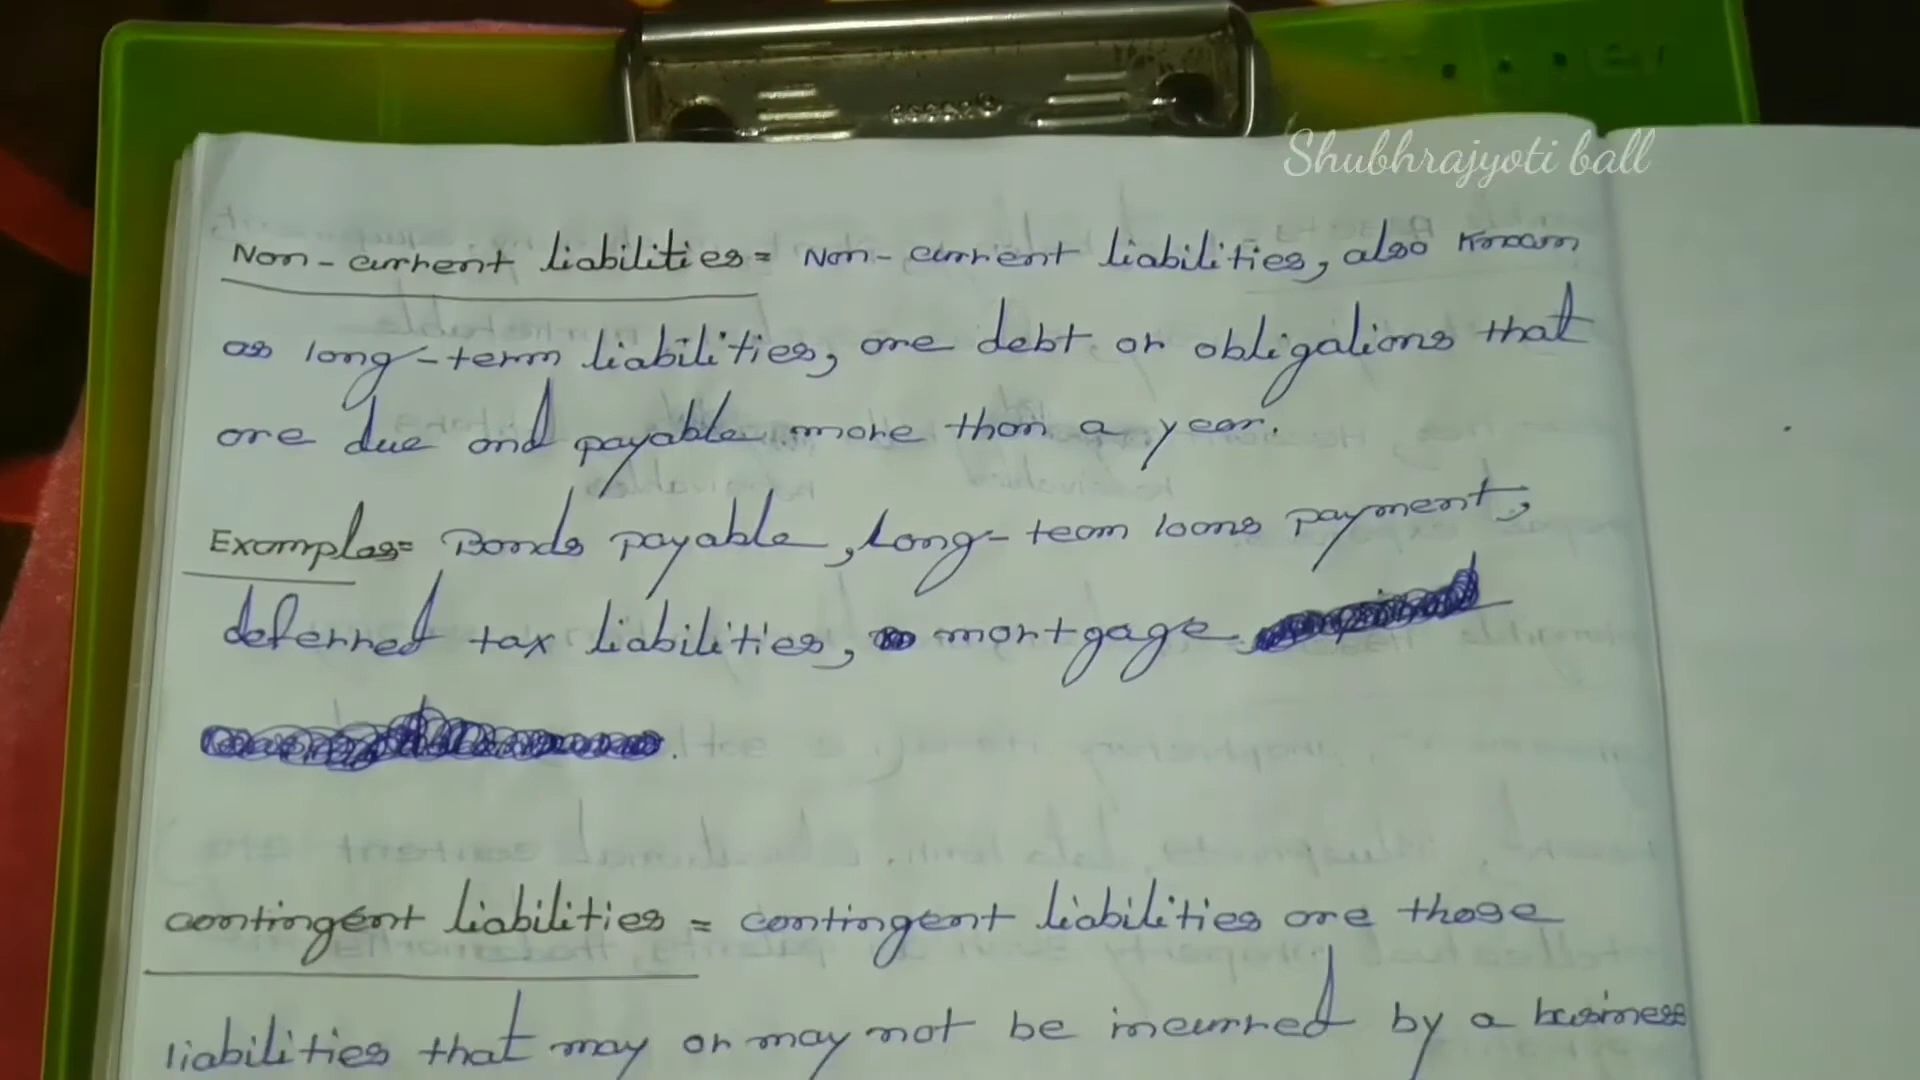 Shubhrajyoti ball
Non-current liabilities = Non-current liabilities, also known
as long-term liabilities, are debt or obligations that
are due and payable more than a year.
Examples= Bonds payable, Long-term loans payment,
deferred tax liabilities, mortgage
contingent liabilities = contingent liabilities are those
liabilities that may or may not be incurred by a business